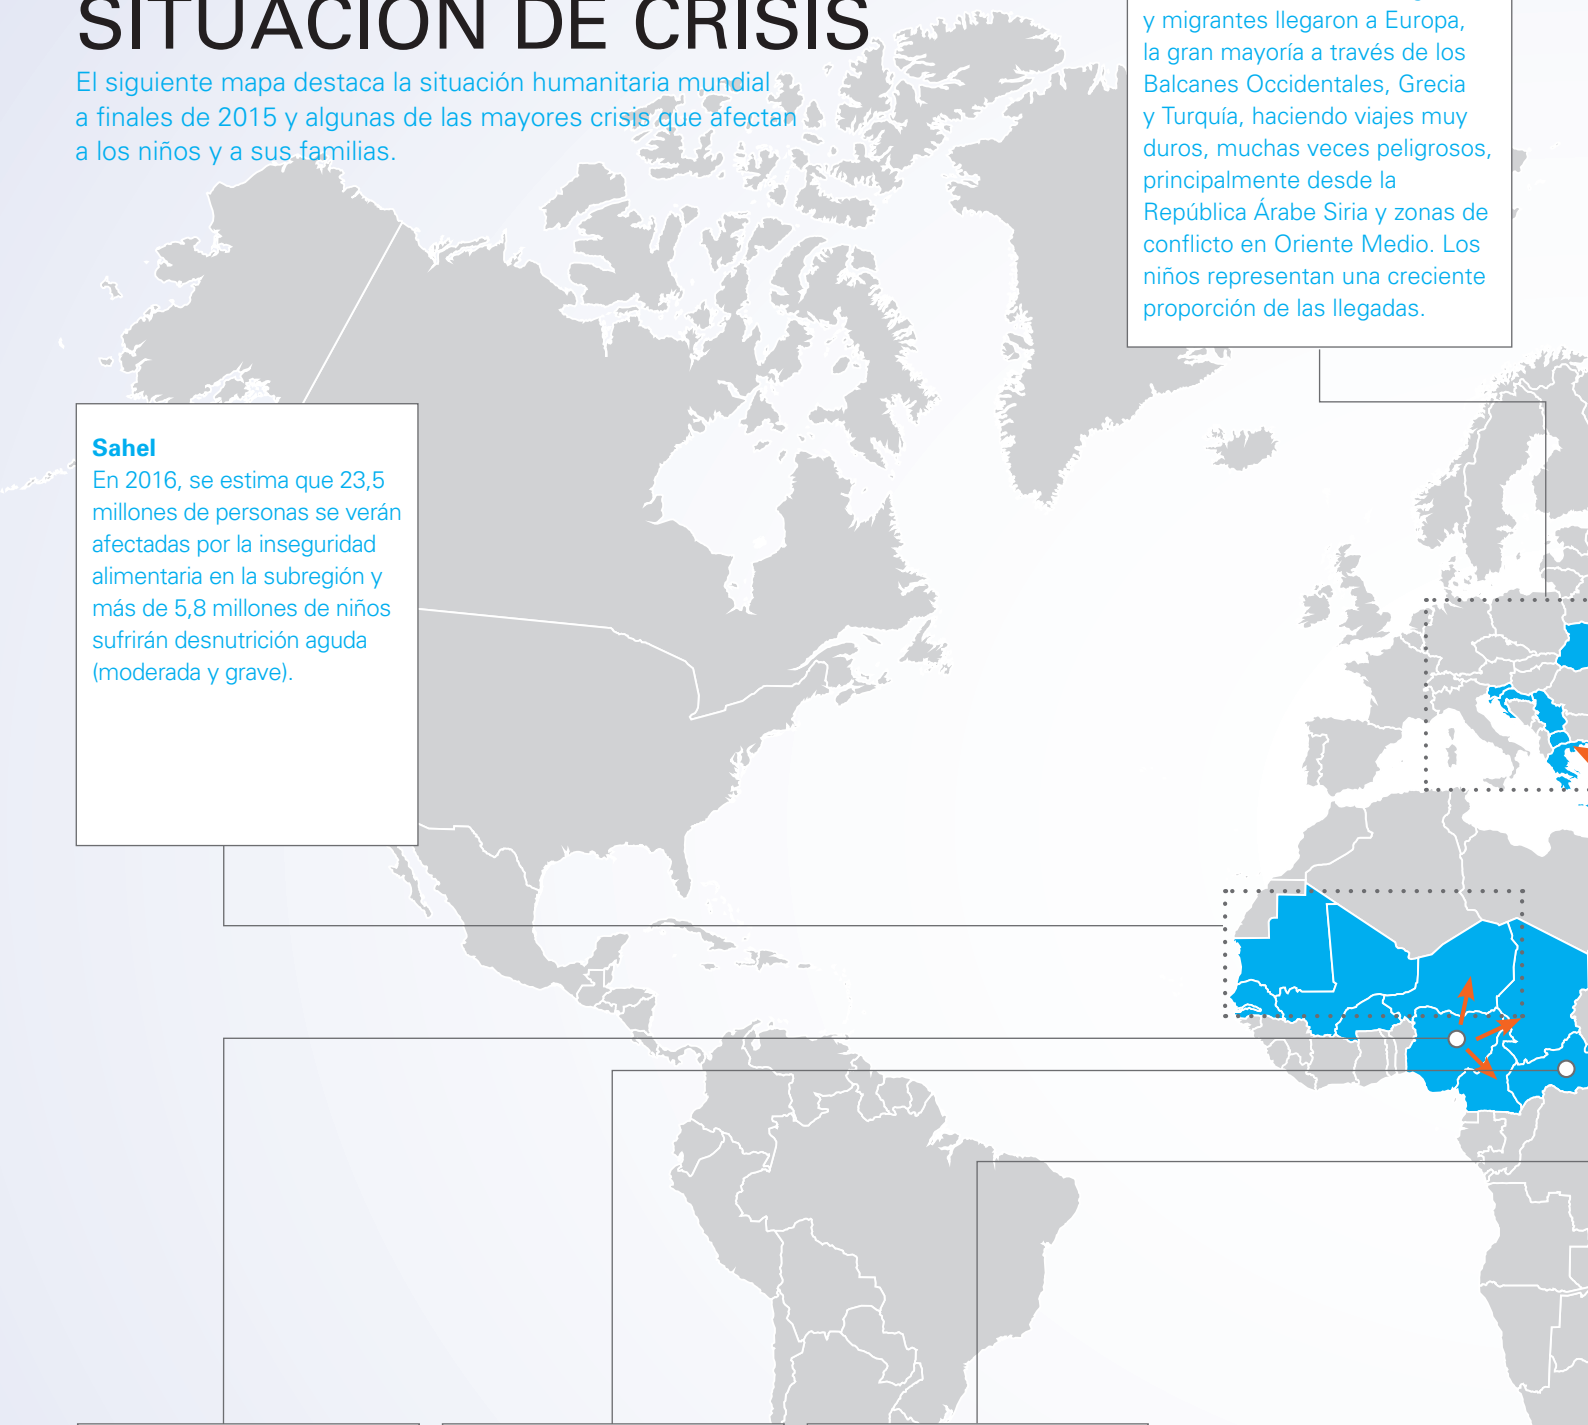 SITUACIÓN DE CRISIS
El siguiente mapa destaca la situación humanitaria mundial
a finales de 2015 y algunas de las mayores crisis que afectan
a los niños y a sus familias.
y migrantes llegaron a Europa,
la gran mayoría a través de los
Balcanes Occidentales, Grecia
y Turquía, haciendo viajes muy
duros, muchas veces peligrosos,
principalmente desde la
República Árabe Siria y zonas de
conflicto en Oriente Medio. Los
niños representan una creciente
proporción de las llegadas.
Sahel
En 2016, se estima que 23,5
millones de personas se verán
afectadas por la inseguridad
alimentaria en la subregión y
más de 5,8 millones de niños
sufrirán desnutrición aguda
(moderada y grave).